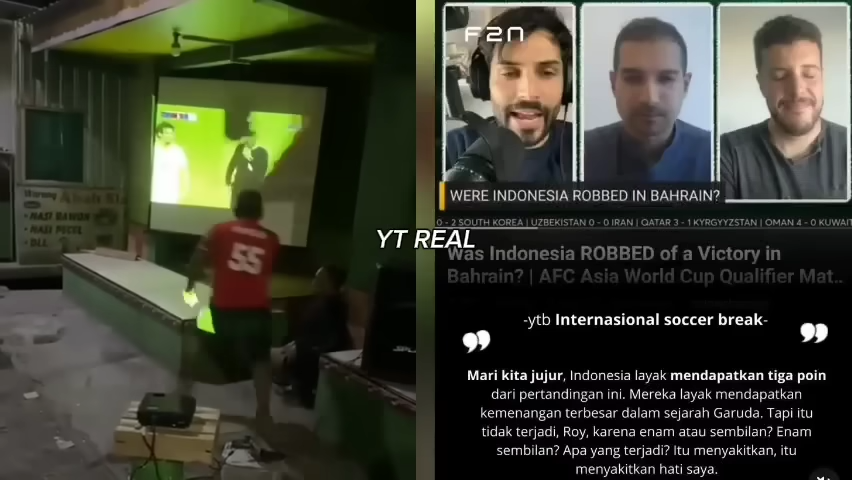 Warung
NASI
NASI PECEL
DLL
55
YT REAL
F2N
WERE INDONESIA ROBBED IN BAHRAIN?
0 - 2 SOUTH KOREA | UZBEKISTAN 0 - 0 IRAN | QATAR 3 - 1 KYRGYZSTAN | OMAN 4 - 0 KUWAIT
Was Indonesia ROBBED of a Victory in
Bahrain? | AFC Asia World Cup Qualifier Mat..
-ytb Internasional soccer break-
Mari kita jujur, Indonesia layak mendapatkan tiga poin
dari pertandingan ini. Mereka layak mendapatkan
kemenangan terbesar dalam sejarah Garuda. Tapi itu
tidak terjadi, Roy, karena enam atau sembilan? Enam
sembilan? Apa yang terjadi? Itu menyakitkan, itu
menyakitkan hati saya.